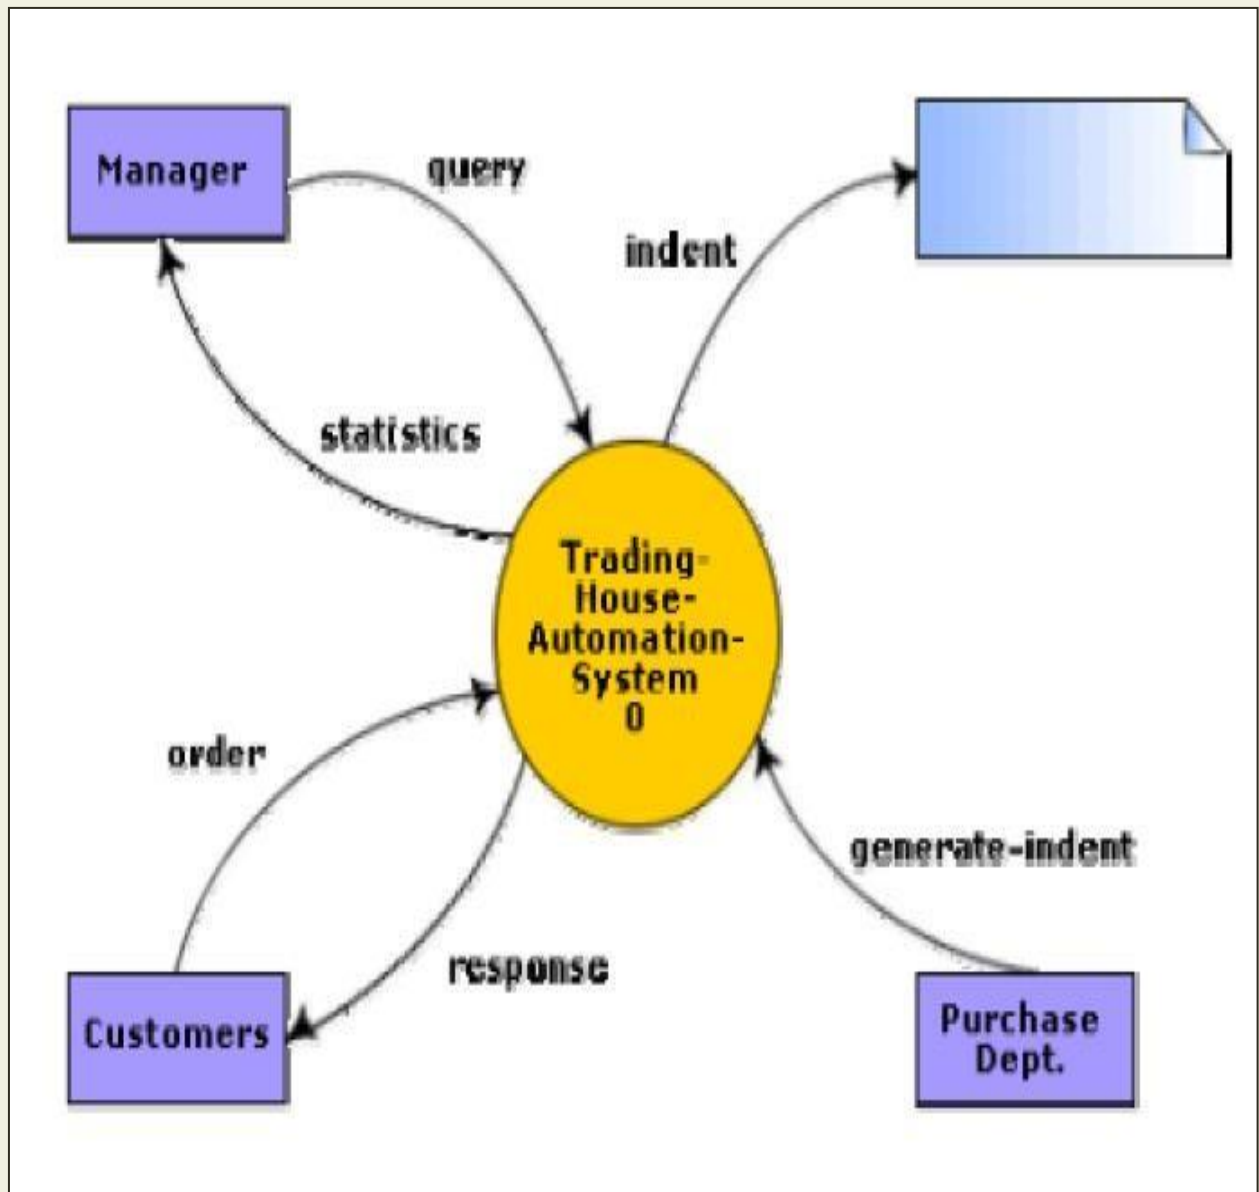 Manager
query
indent
statistics
Trading-
House-
Automation-
System
0
order
generate-indent
response
Customers
Purchase
Dept.